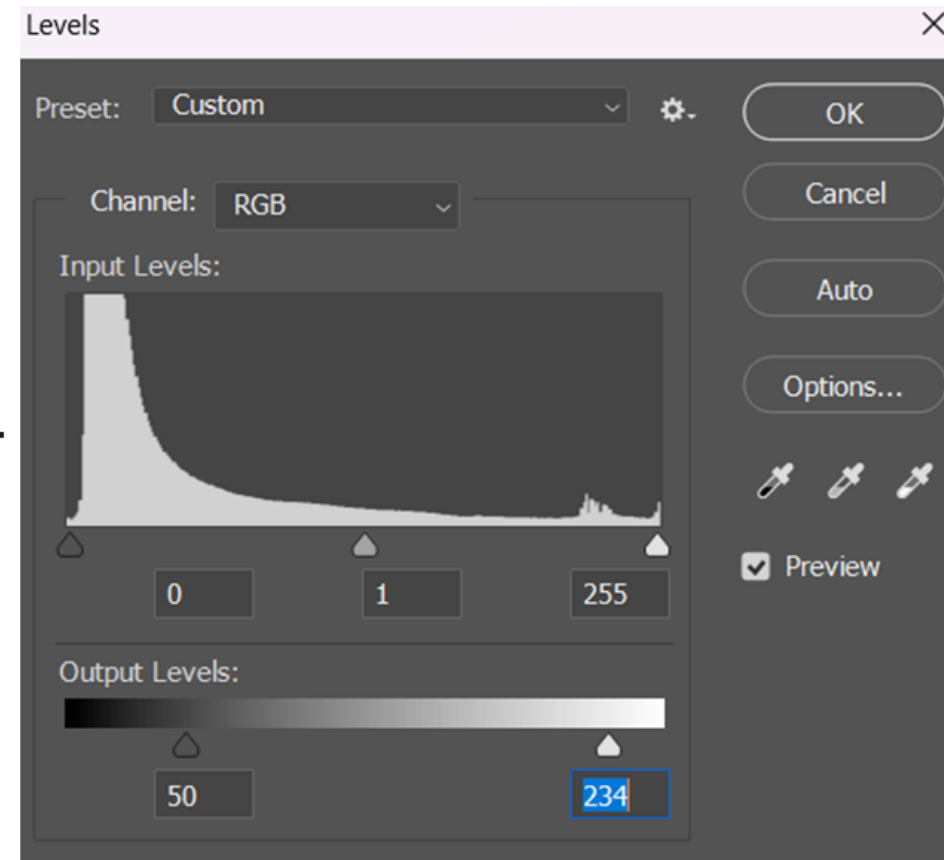 Levels
Preset: Custom
OK
Channel: RGB
Cancel
Input Levels:
Auto
Options...
Preview
0 1 255
Output Levels:
50 234